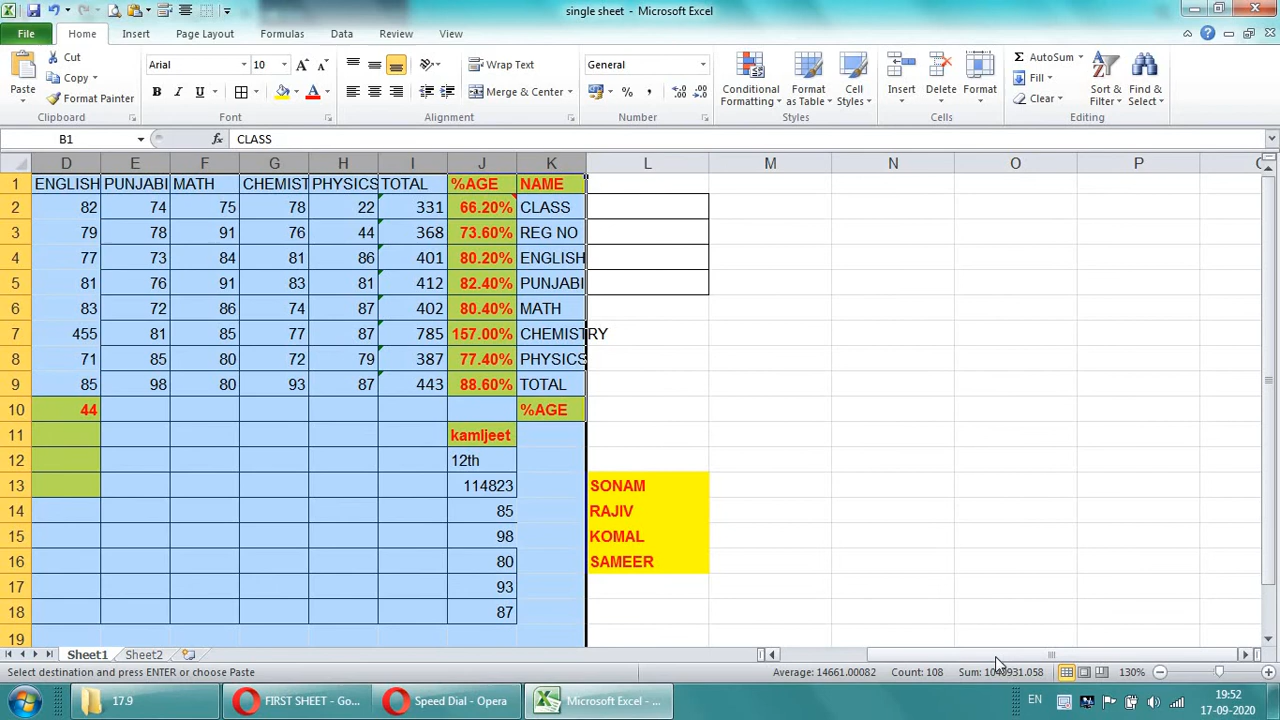 single sheet - Microsoft Excel
File Home Insert Page Layout Formulas Data Review View
Cut
Copy
Format Painter
Paste
Clipboard
Arial 10
Font
Wrap Text
Merge & Center
Alignment
General
Number
Conditional Formatting
Format as Table
Cell Styles
Styles
Insert Delete Format
Cells
AutoSum
Fill
Clear
Sort & Filter
Find & Select
Editing
B1 fx CLASS
D E F G H I J K L M N O P
1 ENGLISH PUNJABI MATH CHEMIST PHYSICS TOTAL %AGE NAME
2 82 74 75 78 22 331 66.20% CLASS
3 79 78 91 76 44 368 73.60% REG NO
4 77 73 84 81 86 401 80.20% ENGLISH
5 81 76 91 83 81 412 82.40% PUNJABI
6 83 72 86 74 87 402 80.40% MATH
7 455 81 85 77 87 785 157.00% CHEMISTRY
8 71 85 80 72 79 387 77.40% PHYSICS
9 85 98 80 93 87 443 88.60% TOTAL
10 44 %AGE
11 kamljeet
12 12th
13 114823 SONAM
14 85 RAJIV
15 98 KOMAL
16 80 SAMEER
17 93
18 87
19
Sheet1 Sheet2
Select destination and press ENTER or choose Paste Average: 14661.00082 Count: 108 130%
17.9 FIRST SHEET - Go... Speed Dial - Opera Microsoft Excel - ... EN 19:52
17-09-2020